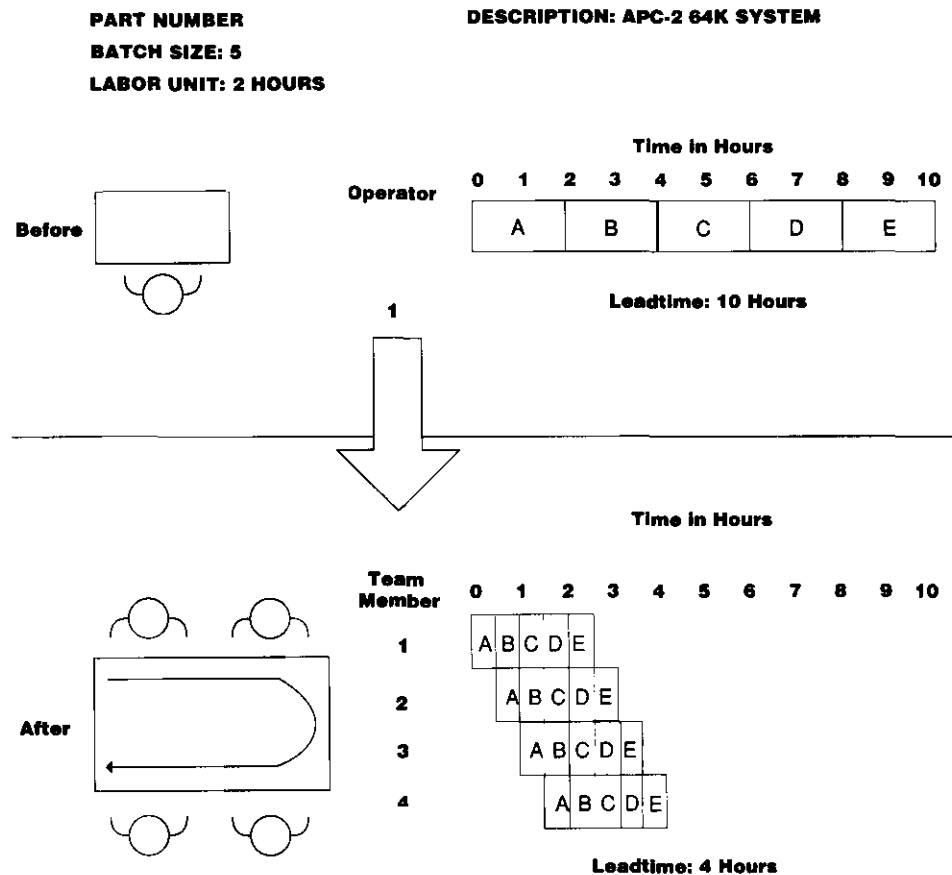 PART NUMBER
DESCRIPTION: APC-2 64K SYSTEM
BATCH SIZE: 5
LABOR UNIT: 2 HOURS
Time in Hours
Operator
0 1 2 3 4 5 6 7 8 9 10
Before
A B C D E
Leadtime: 10 Hours
1
Time in Hours
Team
Member
0 1 2 3 4 5 6 7 8 9 10
1 A B C D E
2 A B C D E
After
3 A B C D E
4 A B C D E
Leadtime: 4 Hours